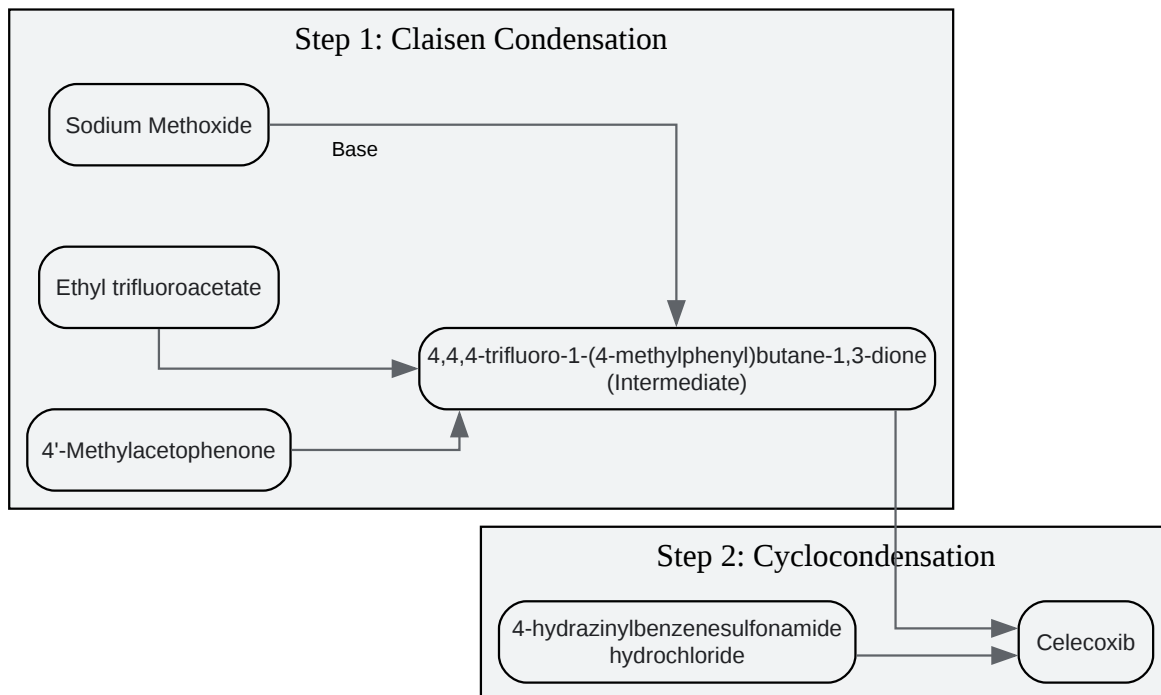 Step 1: Claisen Condensation
Sodium Methoxide
Base
Ethyl trifluoroacetate
4,4,4-trifluoro-1-(4-methylphenyl)butane-1,3-dione
(Intermediate)
4'-Methylacetophenone
Step 2: Cyclocondensation
4-hydrazinylbenzenesulfonamide
hydrochloride
Celecoxib